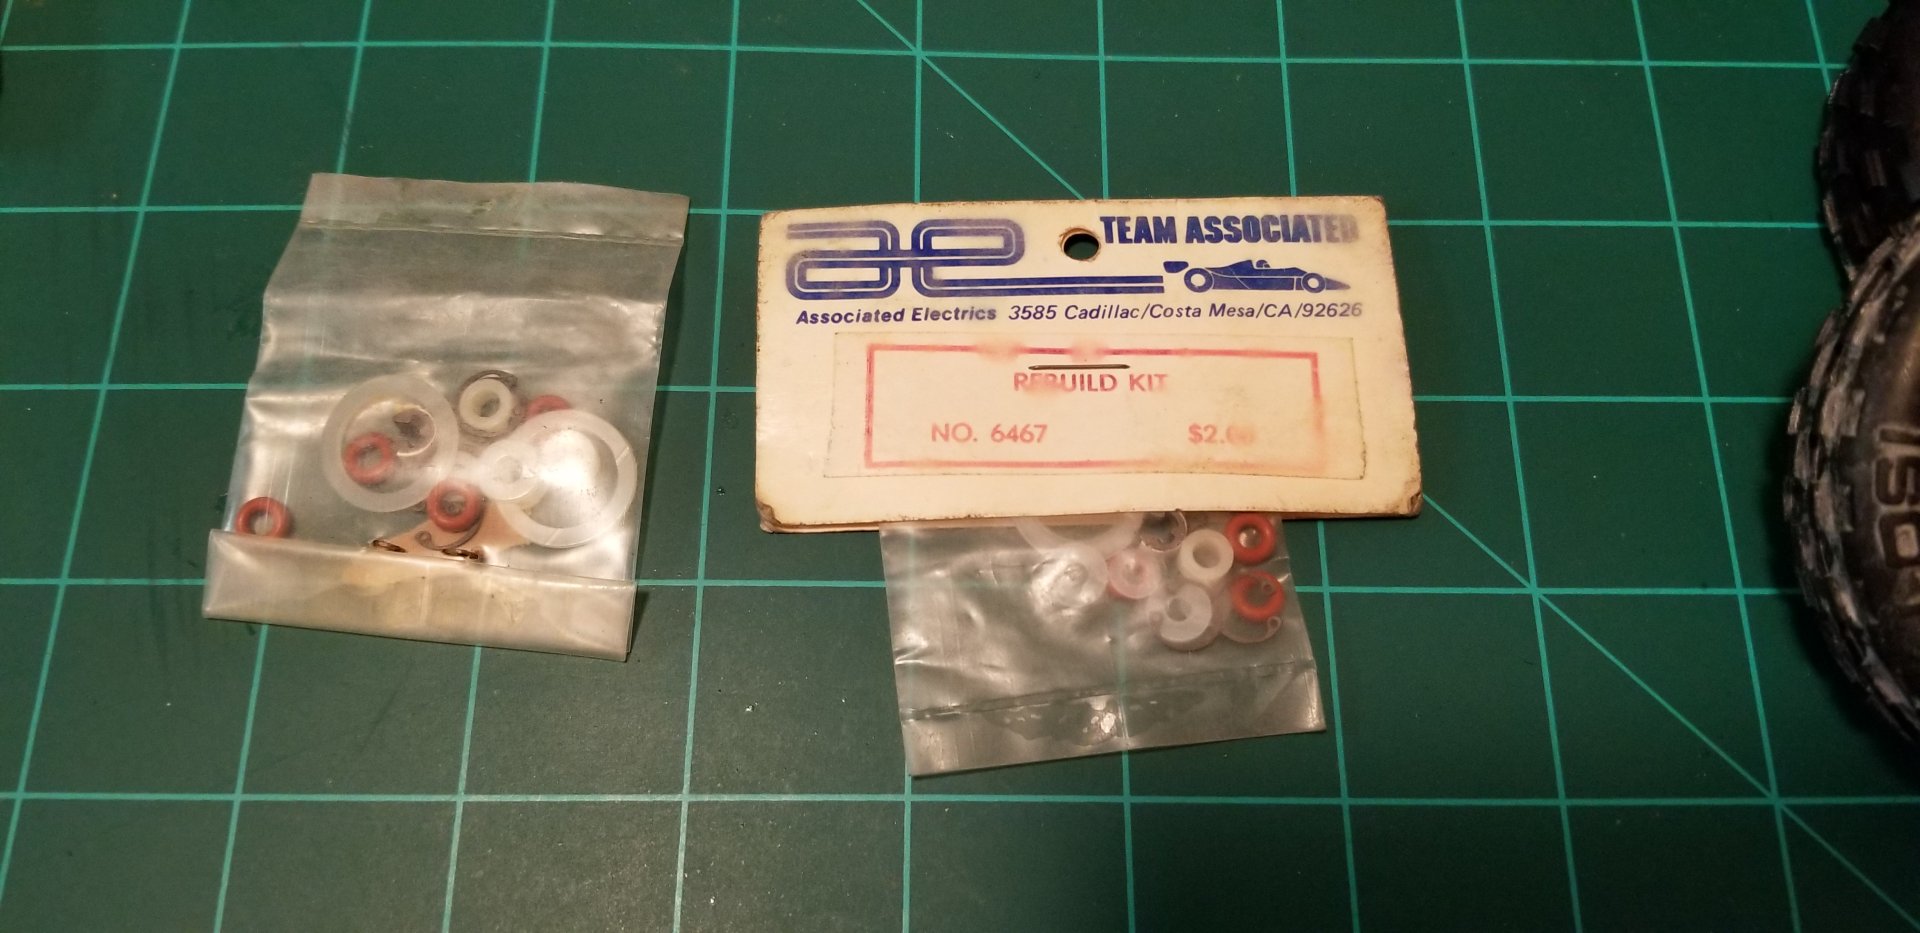 ae TEAM ASSOCIATED
Associated Electrics 3585 Cadillac/Costa Mesa/CA/92626
REBUILD KIT
NO. 6467